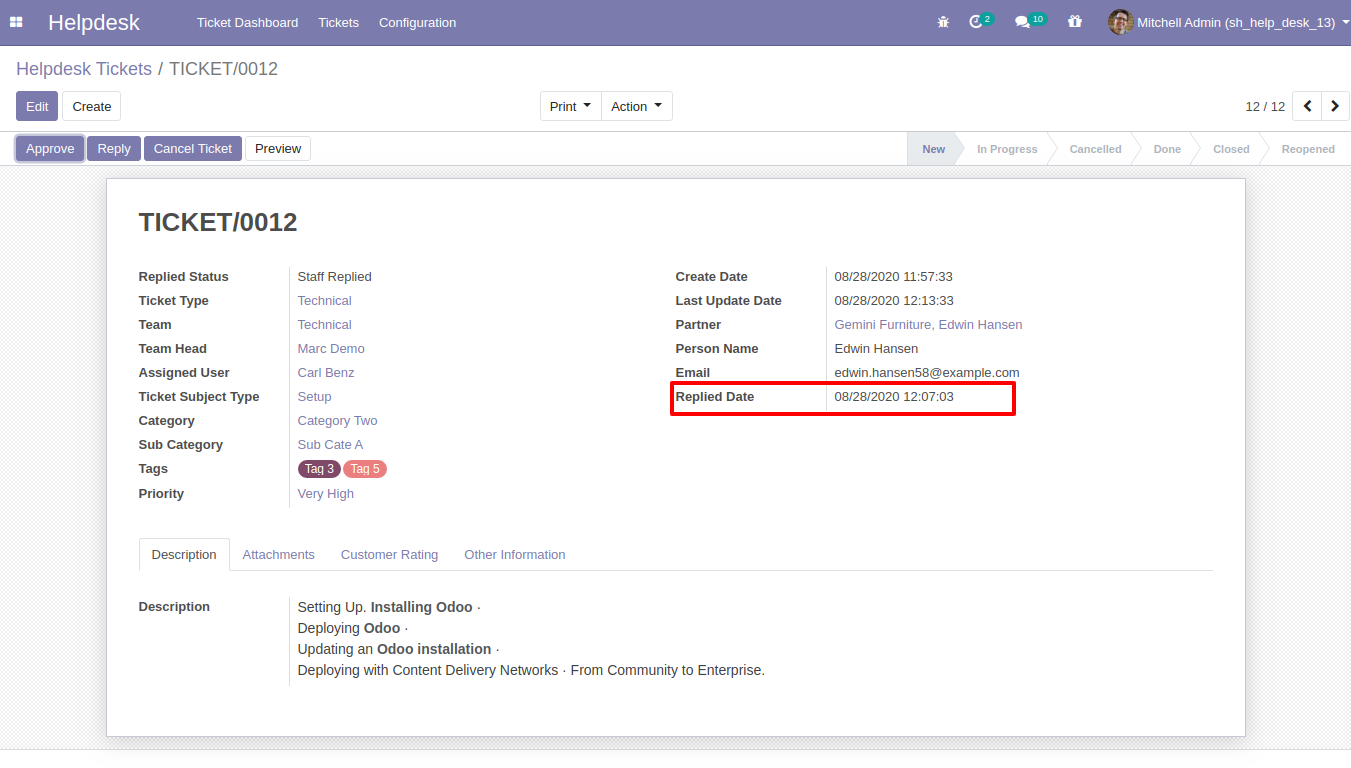 Helpdesk Ticket Dashboard Tickets Configuration 2 10 Mitchell Admin (sh_help_desk_13)
Helpdesk Tickets / TICKET/0012
Edit Create Print Action 12 / 12
Approve Reply Cancel Ticket Preview New In Progress Cancelled Done Closed Reopened
TICKET/0012
Replied Status Staff Replied
Ticket Type Technical
Team Technical
Team Head Marc Demo
Assigned User Carl Benz
Ticket Subject Type Setup
Category Category Two
Sub Category Sub Cate A
Tags Tag 3 Tag 5
Priority Very High
Create Date 08/28/2020 11:57:33
Last Update Date 08/28/2020 12:13:33
Partner Gemini Furniture, Edwin Hansen
Person Name Edwin Hansen
Email edwin.hansen58@example.com
Replied Date 08/28/2020 12:07:03
Description Attachments Customer Rating Other Information
Description Setting Up. Installing Odoo ·
Deploying Odoo ·
Updating an Odoo installation ·
Deploying with Content Delivery Networks · From Community to Enterprise.